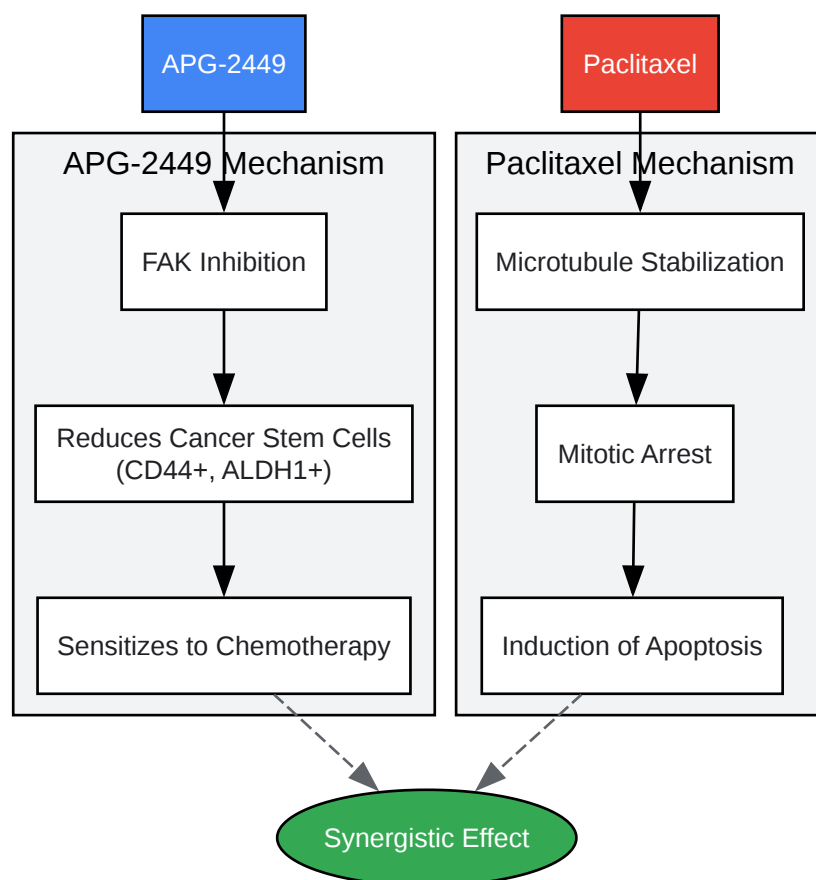 APG-2449
Paclitaxel
APG-2449 Mechanism
Paclitaxel Mechanism
FAK Inhibition
Microtubule Stabilization
Reduces Cancer Stem Cells
(CD44+, ALDH1+)
Mitotic Arrest
Sensitizes to Chemotherapy
Induction of Apoptosis
Synergistic Effect